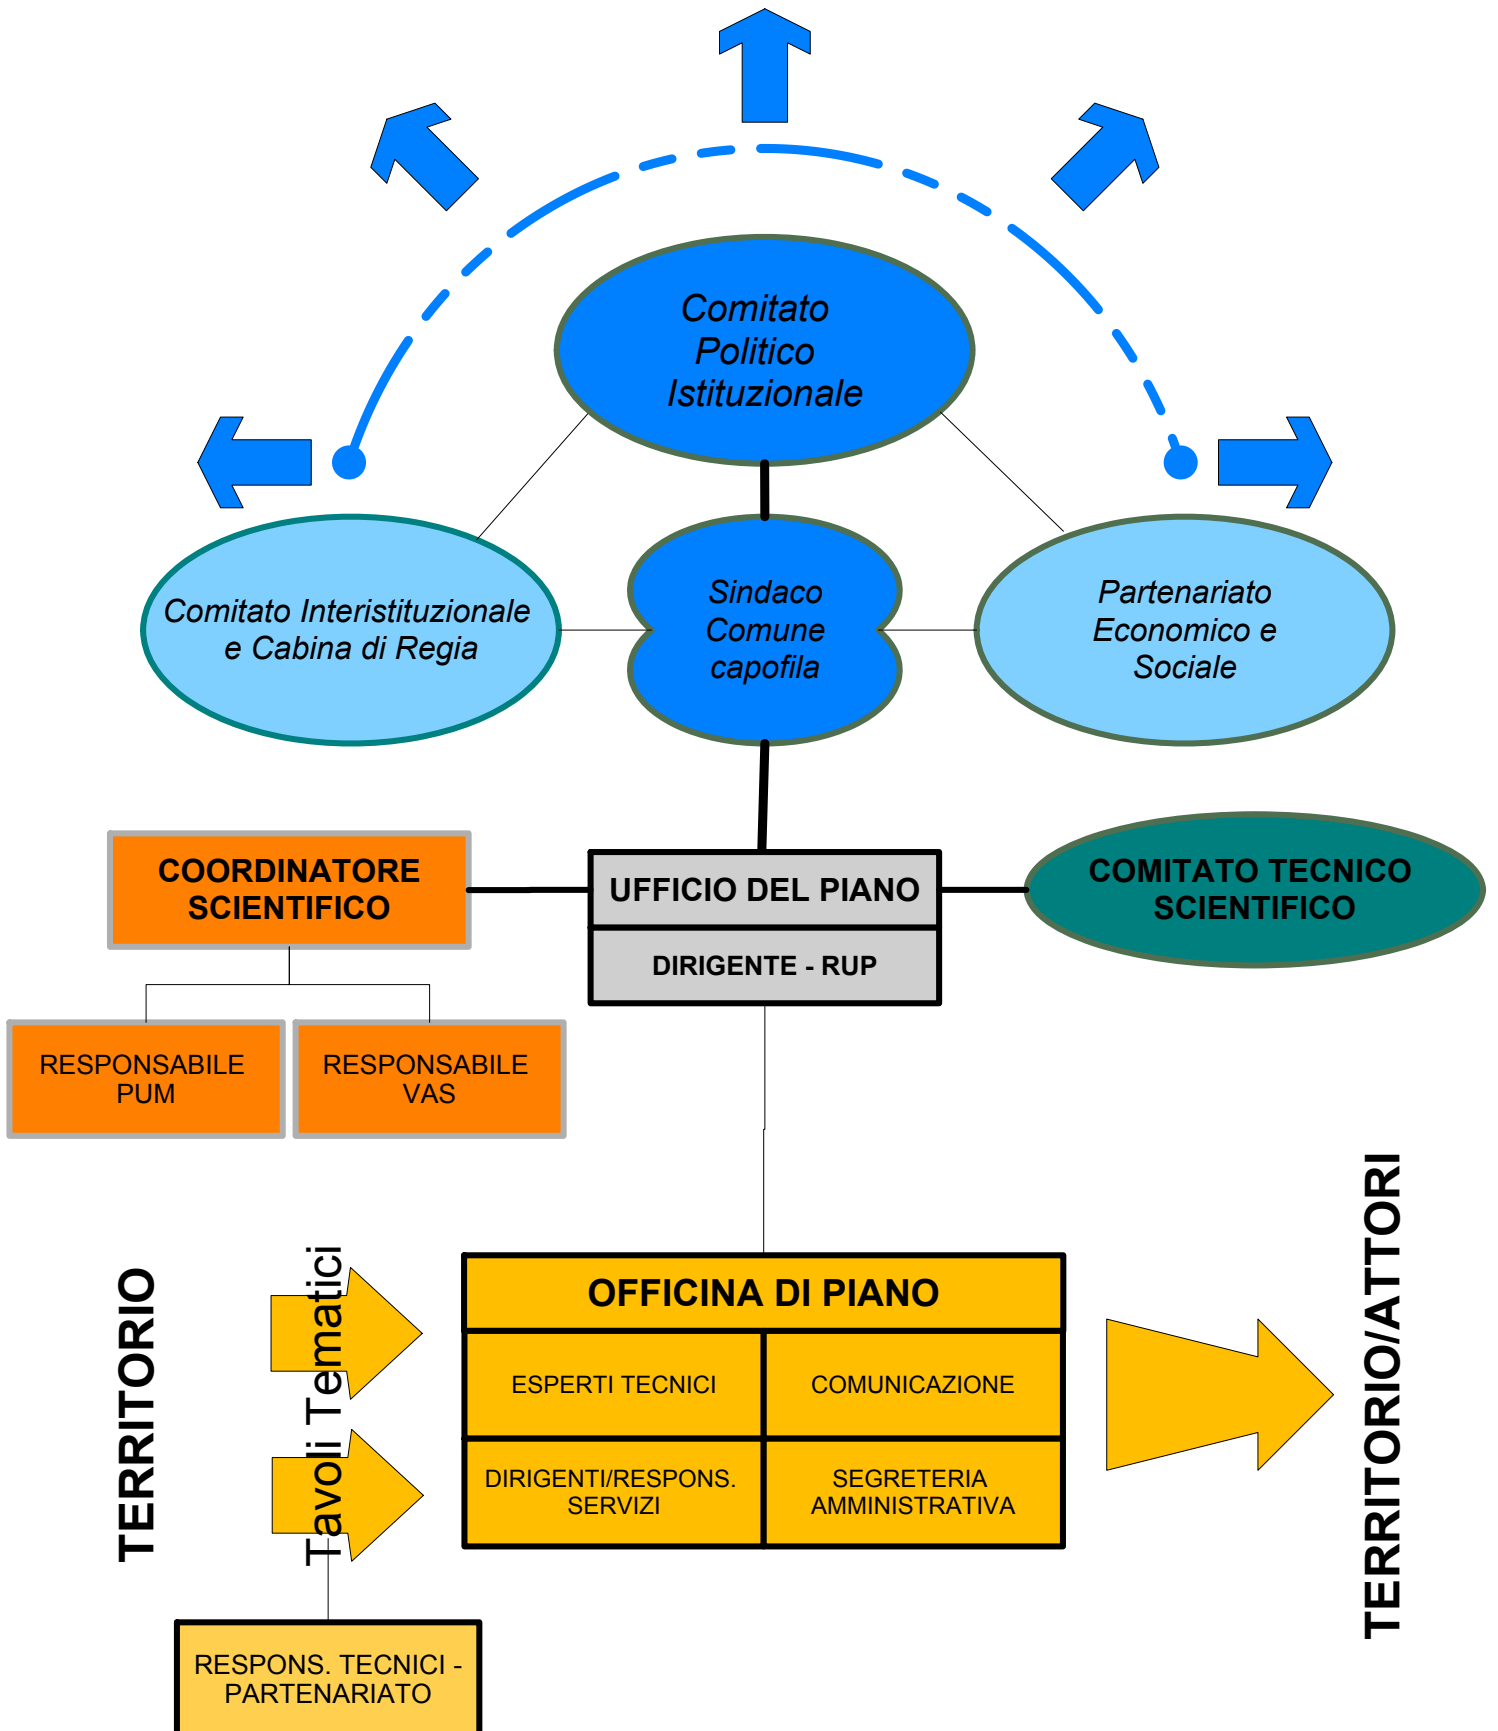 Comitato
Politico
Istituzionale
Comitato Interistituzionale
e Cabina di Regia
Sindaco
Comune
capofila
Partenariato
Economico e
Sociale
COORDINATORE
SCIENTIFICO
UFFICIO DEL PIANO
DIRIGENTE - RUP
COMITATO TECNICO
SCIENTIFICO
RESPONSABILE
PUM
RESPONSABILE
VAS
TERRITORIO
Tavoli Tematici
OFFICINA DI PIANO
ESPERTI TECNICI
COMUNICAZIONE
DIRIGENTI/RESPONS.
SERVIZI
SEGRETERIA
AMMINISTRATIVA
TERRITORIO/ATTORI
RESPONS. TECNICI -
PARTENARIATO